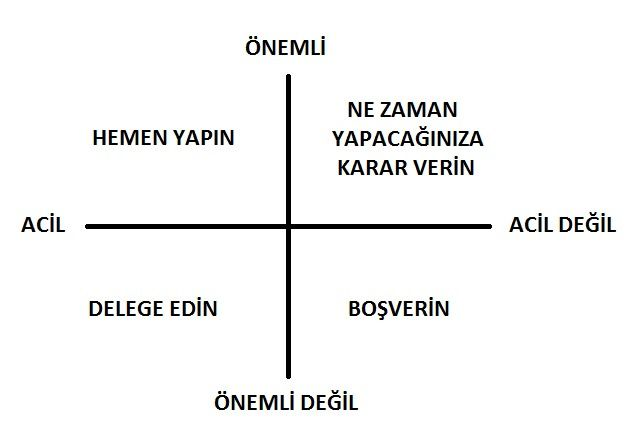 ÖNEMLİ
HEMEN YAPIN
NE ZAMAN
YAPACAĞINIZA
KARAR VERİN
ACİL
ACİL DEĞİL
DELEGE EDİN
BOŞVERİN
ÖNEMLİ DEĞİL